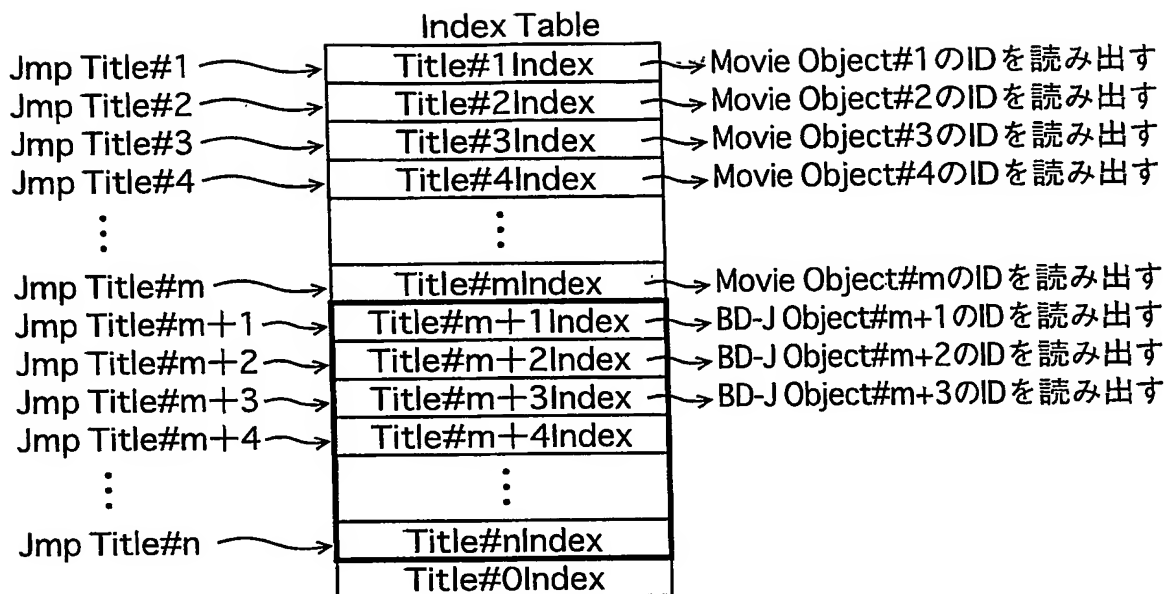 Index Table
Jmp Title#1 Title#1Index Movie Object#1のIDを読み出す
Jmp Title#2 Title#2Index Movie Object#2のIDを読み出す
Jmp Title#3 Title#3Index Movie Object#3のIDを読み出す
Jmp Title#4 Title#4Index Movie Object#4のIDを読み出す
⋮ ⋮
Jmp Title#m Title#mIndex Movie Object#mのIDを読み出す
Jmp Title#m+1 Title#m+1Index BD-J Object#m+1のIDを読み出す
Jmp Title#m+2 Title#m+2Index BD-J Object#m+2のIDを読み出す
Jmp Title#m+3 Title#m+3Index BD-J Object#m+3のIDを読み出す
Jmp Title#m+4 Title#m+4Index
⋮ ⋮
Jmp Title#n Title#nIndex
Title#0Index